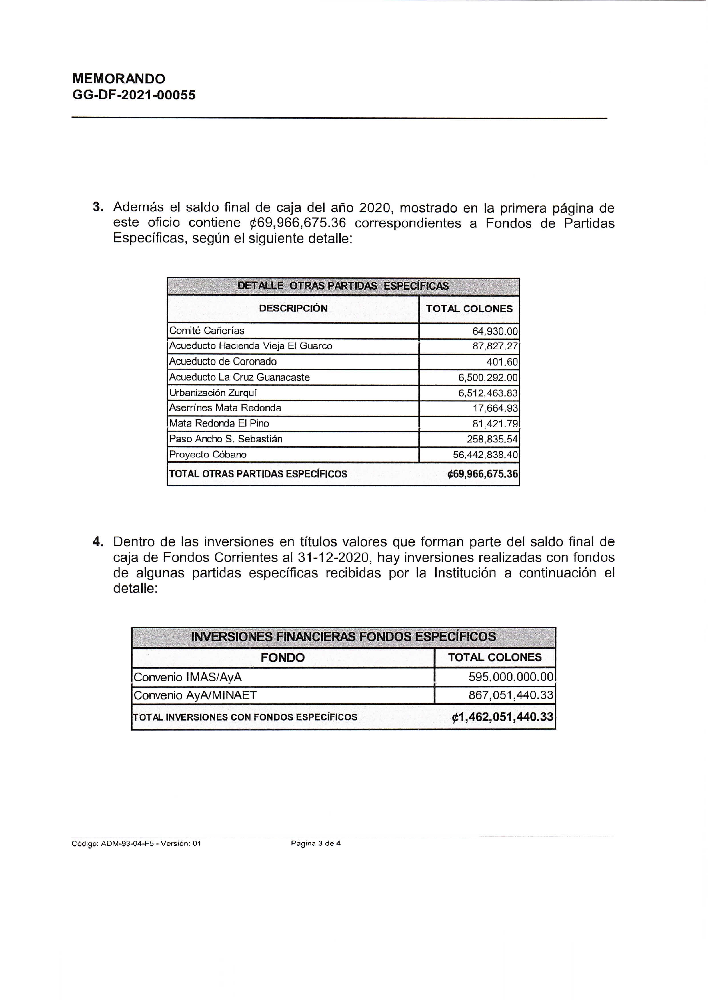 MEMORANDO
GG-DF-2021-00055
3. Además el saldo final de caja del año 2020, mostrado en la primera página de
este oficio contiene ₡69,966,675.36 correspondientes a Fondos de Partidas
Específicas, según el siguiente detalle:
DETALLE OTRAS PARTIDAS ESPECÍFICAS
DESCRIPCIÓN TOTAL COLONES
Comité Cañerías 64,930.00
Acueducto Hacienda Vieja El Guarco 87,827.27
Acueducto de Coronado 401.60
Acueducto La Cruz Guanacaste 6,500,292.00
Urbanización Zurquí 6,512,463.83
Aserrínes Mata Redonda 17,664.93
Mata Redonda El Pino 81,421.79
Paso Ancho S. Sebastián 258,835.54
Proyecto Cóbano 56,442,838.40
TOTAL OTRAS PARTIDAS ESPECÍFICOS ₡69,966,675.36
4. Dentro de las inversiones en títulos valores que forman parte del saldo final de
caja de Fondos Corrientes al 31-12-2020, hay inversiones realizadas con fondos
de algunas partidas específicas recibidas por la Institución a continuación el
detalle:
INVERSIONES FINANCIERAS FONDOS ESPECÍFICOS
FONDO TOTAL COLONES
Convenio IMAS/AyA 595,000,000.00
Convenio AyA/MINAET 867,051,440.33
TOTAL INVERSIONES CON FONDOS ESPECÍFICOS ₡1,462,051,440.33
Código: ADM-93-04-F5 - Versión: 01 Página 3 de 4